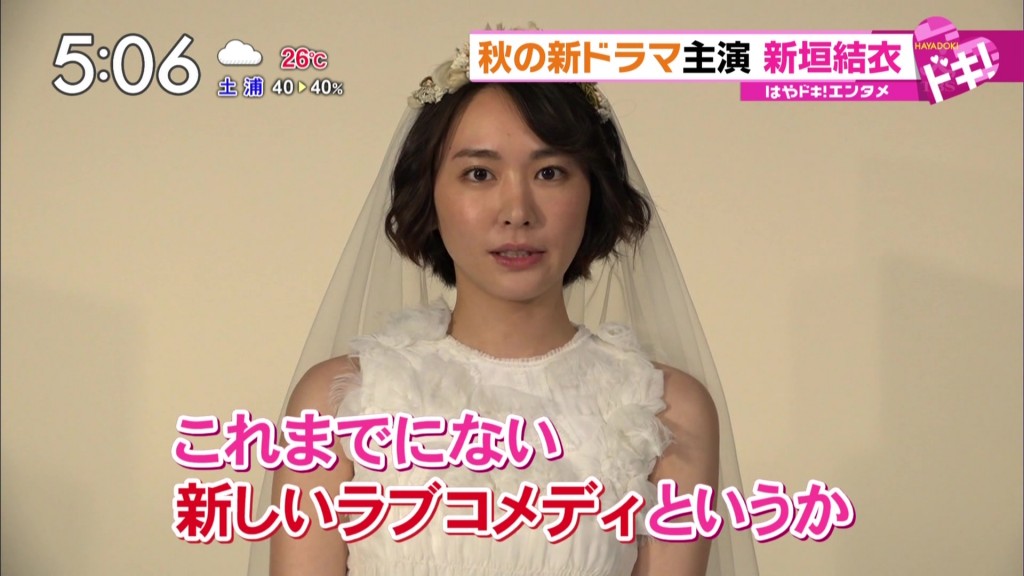 5:06
26℃
土浦 40▶40%
秋の新ドラマ主演 新垣結衣
はやドキ!エンタメ
HAYADOKI
ドキ!
これまでにない
新しいラブコメディというか